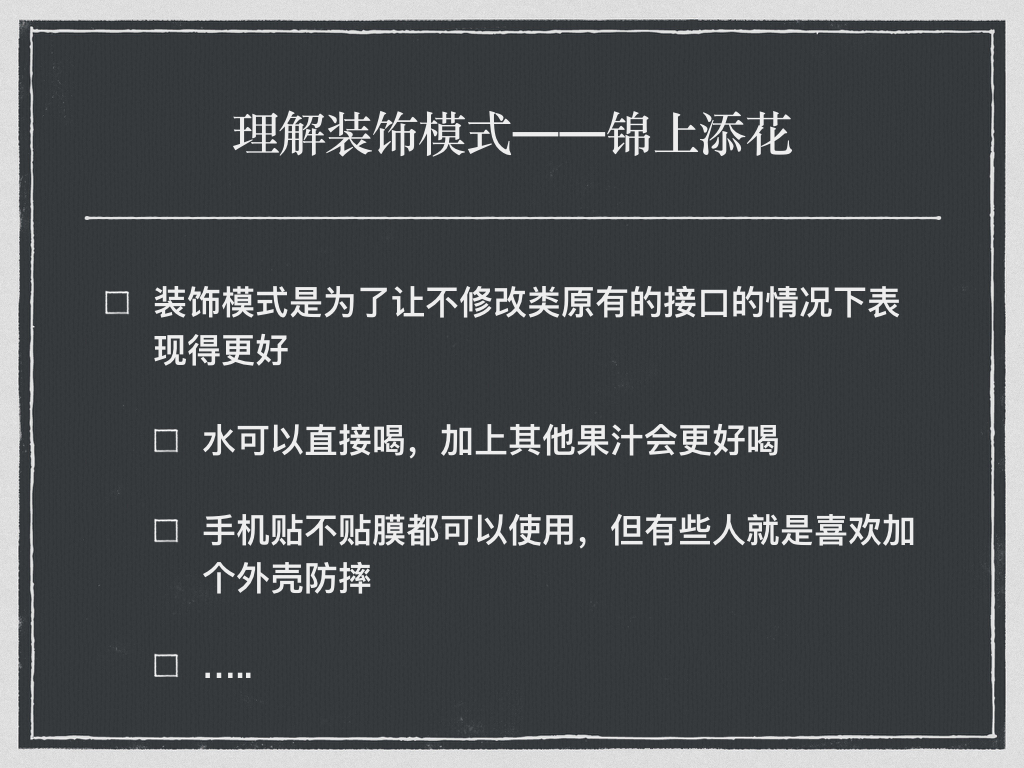 理解装饰模式——锦上添花
装饰模式是为了让不修改类原有的接口的情况下表
现得更好
水可以直接喝，加上其他果汁会更好喝
手机贴不贴膜都可以使用，但有些人就是喜欢加
个外壳防摔
…..